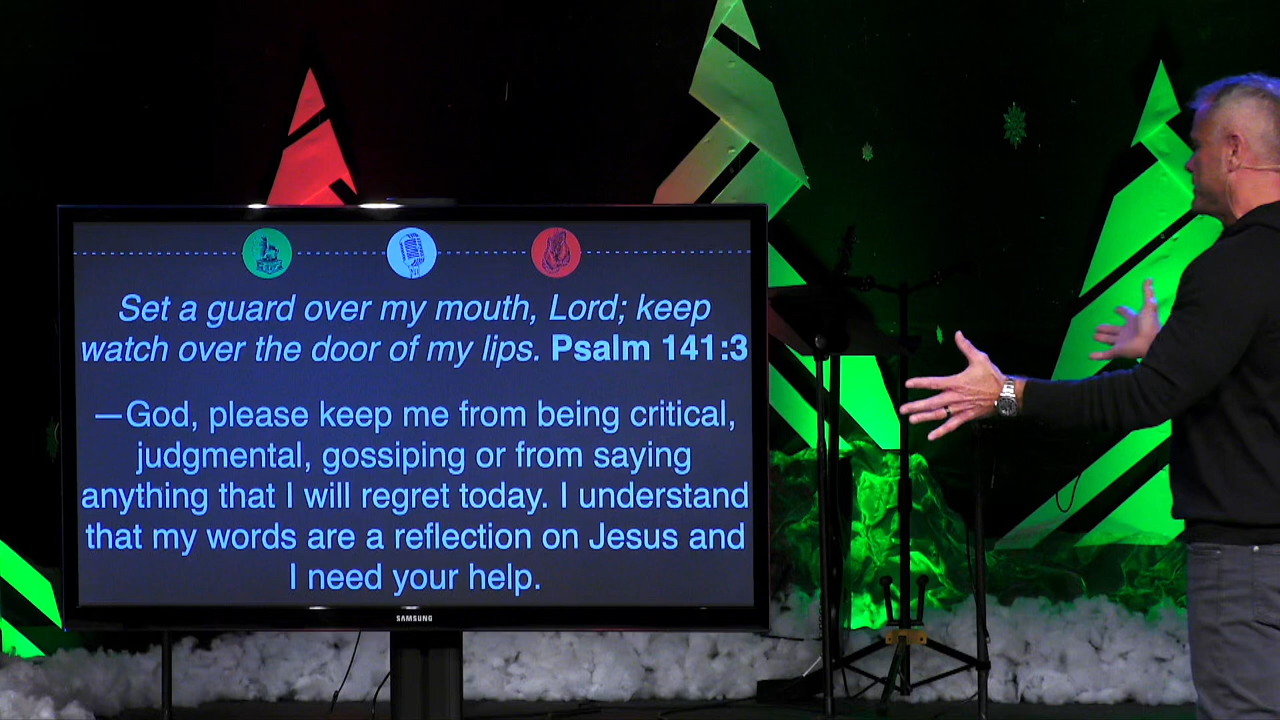 Set a guard over my mouth, Lord; keep
watch over the door of my lips. Psalm 141:3
—God, please keep me from being critical,
judgmental, gossiping or from saying
anything that I will regret today. I understand
that my words are a reflection on Jesus and
I need your help.
SAMSUNG